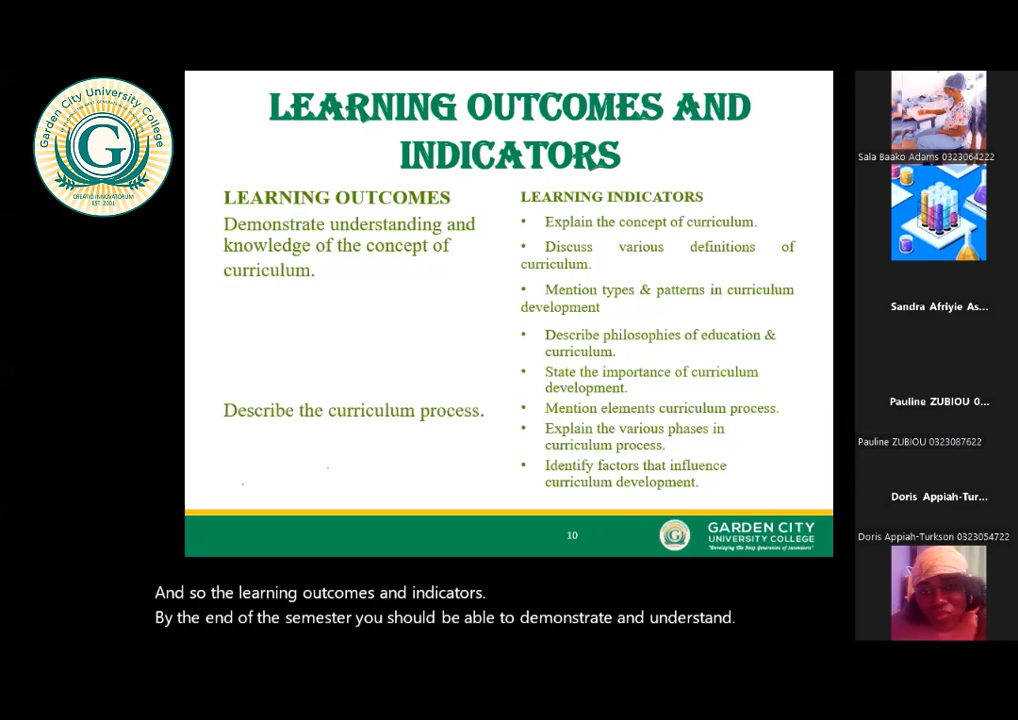 Garden City University College
G
CREATIO INNOVATORUM
EST. 2001
LEARNING OUTCOMES AND
INDICATORS
LEARNING OUTCOMES
Demonstrate understanding and
knowledge of the concept of
curriculum.
Describe the curriculum process.
LEARNING INDICATORS
• Explain the concept of curriculum.
• Discuss various definitions of
curriculum.
• Mention types & patterns in curriculum
development
• Describe philosophies of education &
curriculum.
• State the importance of curriculum
development.
• Mention elements curriculum process.
• Explain the various phases in
curriculum process.
• Identify factors that influence
curriculum development.
10
GARDEN CITY
UNIVERSITY COLLEGE
And so the learning outcomes and indicators.
By the end of the semester you should be able to demonstrate and understand.
Sala Baako Adams 0323064222
Sandra Afriyie As...
Pauline ZUBIOU 0...
Pauline ZUBIOU 0323087622
Doris Appiah-Tur...
Doris Appiah-Turkson 0323054722